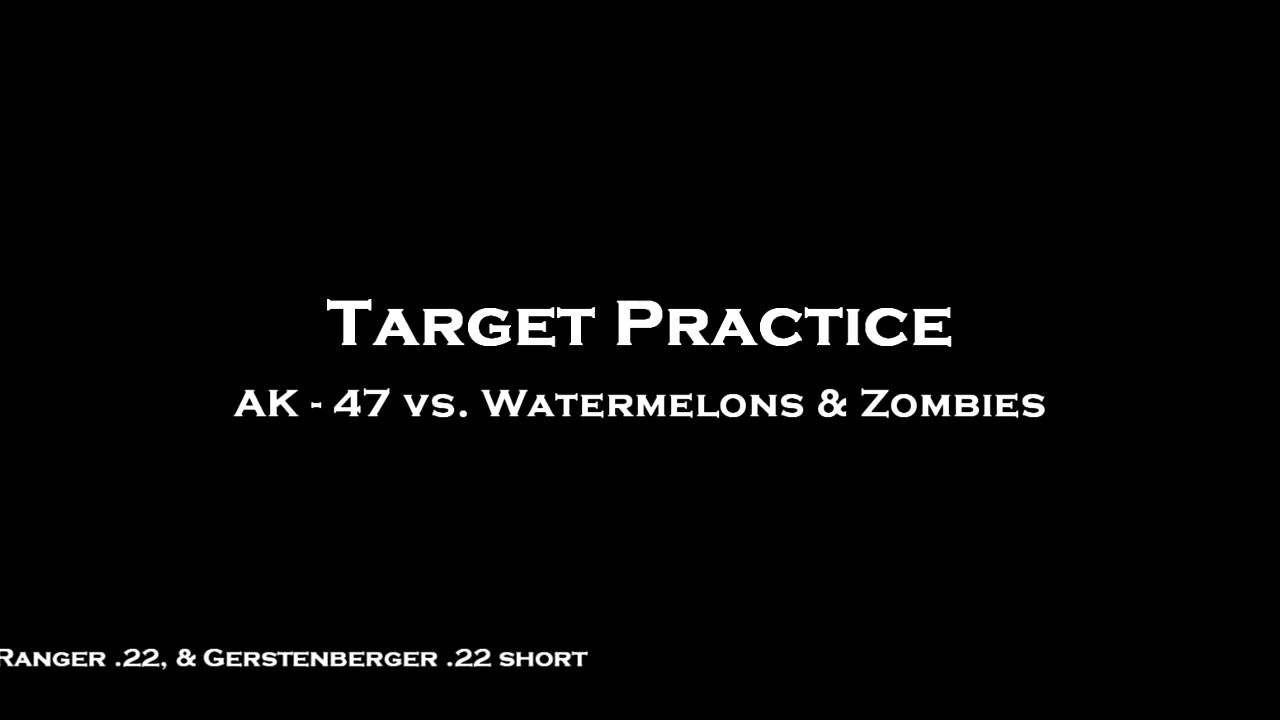 Target Practice
AK - 47 vs. Watermelons & Zombies
Ranger .22, & Gerstenberger .22 short